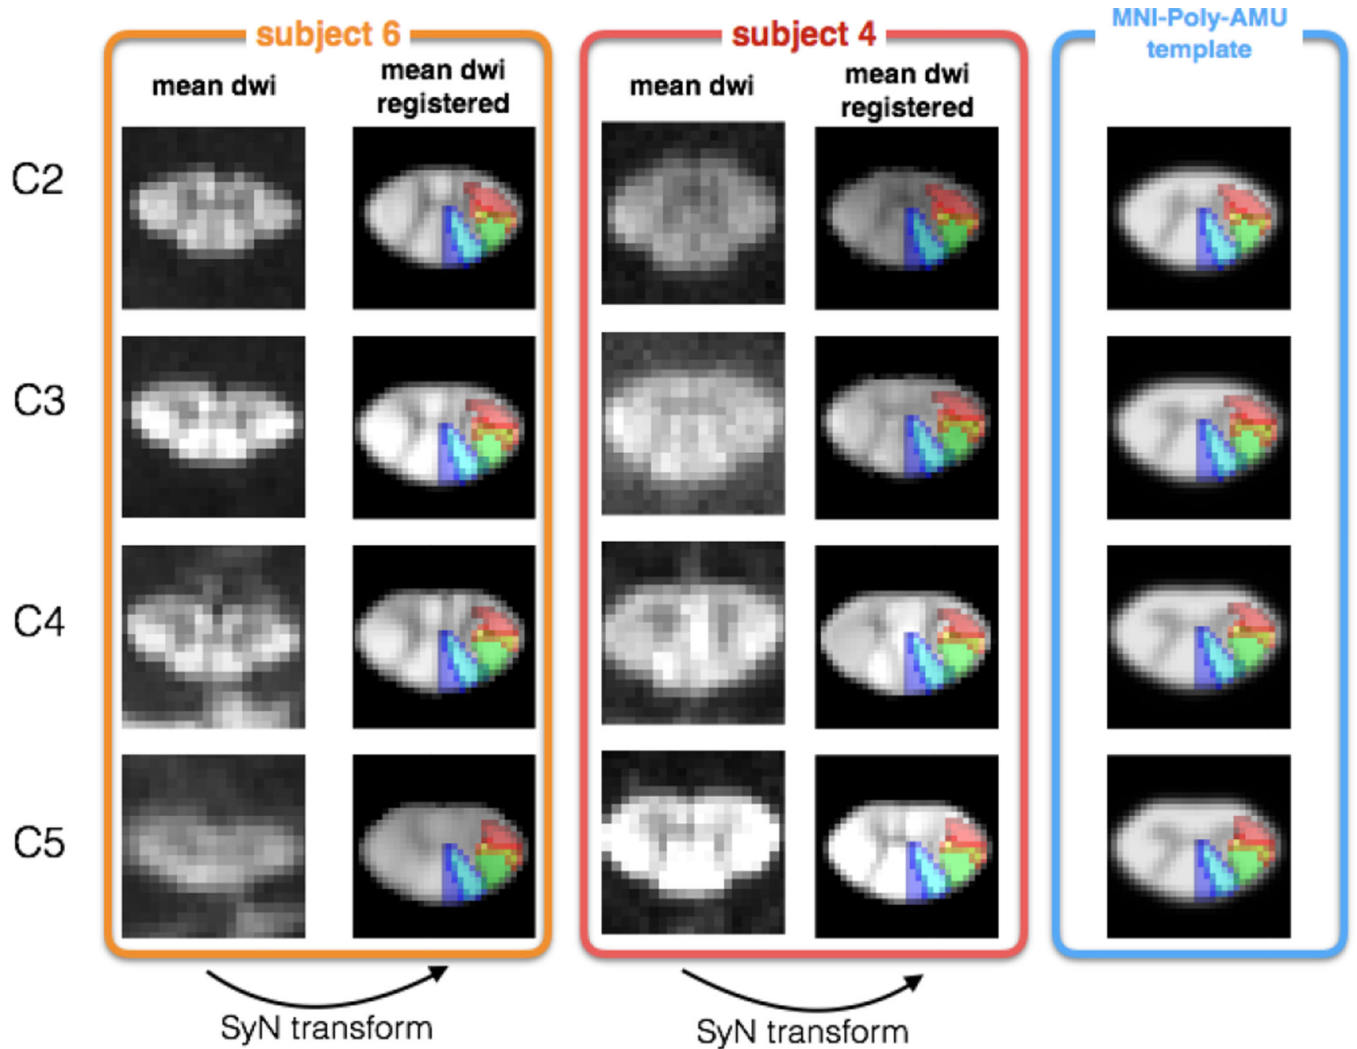 subject 6
mean dwi
mean dwi
registered
subject 4
mean dwi
mean dwi
registered
MNI-Poly-AMU
template
C2
C3
C4
C5
SyN transform
SyN transform